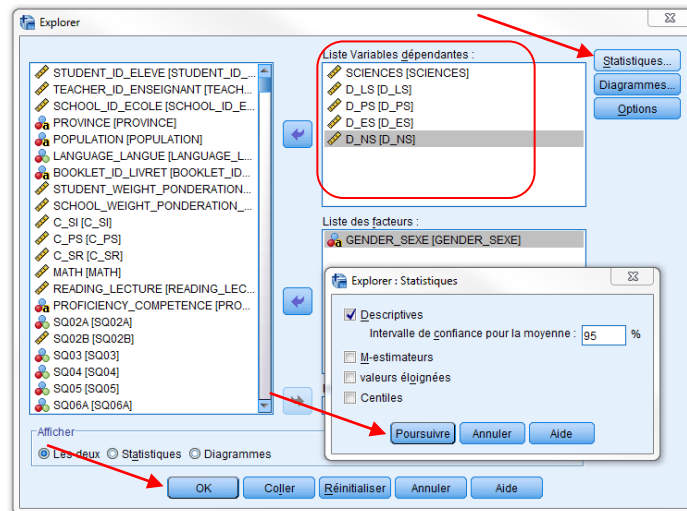 Explorer
STUDENT_ID_ELEVE [STUDENT_ID_...
TEACHER_ID_ENSEIGNANT [TEACH...
SCHOOL_ID_ECOLE [SCHOOL_ID_E...
PROVINCE [PROVINCE]
POPULATION [POPULATION]
LANGUAGE_LANGUE [LANGUAGE_L...
BOOKLET_ID_LIVRET [BOOKLET_ID...
STUDENT_WEIGHT_PONDERATION...
SCHOOL_WEIGHT_PONDERATION_...
C_SI [C_SI]
C_PS [C_PS]
C_SR [C_SR]
MATH [MATH]
READING_LECTURE [READING_LEC...
PROFICIENCY_COMPETENCE [PRO...
SQ02A [SQ02A]
SQ02B [SQ02B]
SQ03 [SQ03]
SQ04 [SQ04]
SQ05 [SQ05]
SQ06A [SQ06A]
Liste Variables dépendantes :
SCIENCES [SCIENCES]
D_LS [D_LS]
D_PS [D_PS]
D_ES [D_ES]
D_NS [D_NS]
Statistiques...
Diagrammes...
Options
Liste des facteurs :
GENDER_SEXE [GENDER_SEXE]
Explorer : Statistiques
Descriptives
Intervalle de confiance pour la moyenne : 95 %
M-estimateurs
valeurs éloignées
Centiles
Poursuivre Annuler Aide
Afficher
Les deux Statistiques Diagrammes
OK Coller Réinitialiser Annuler Aide